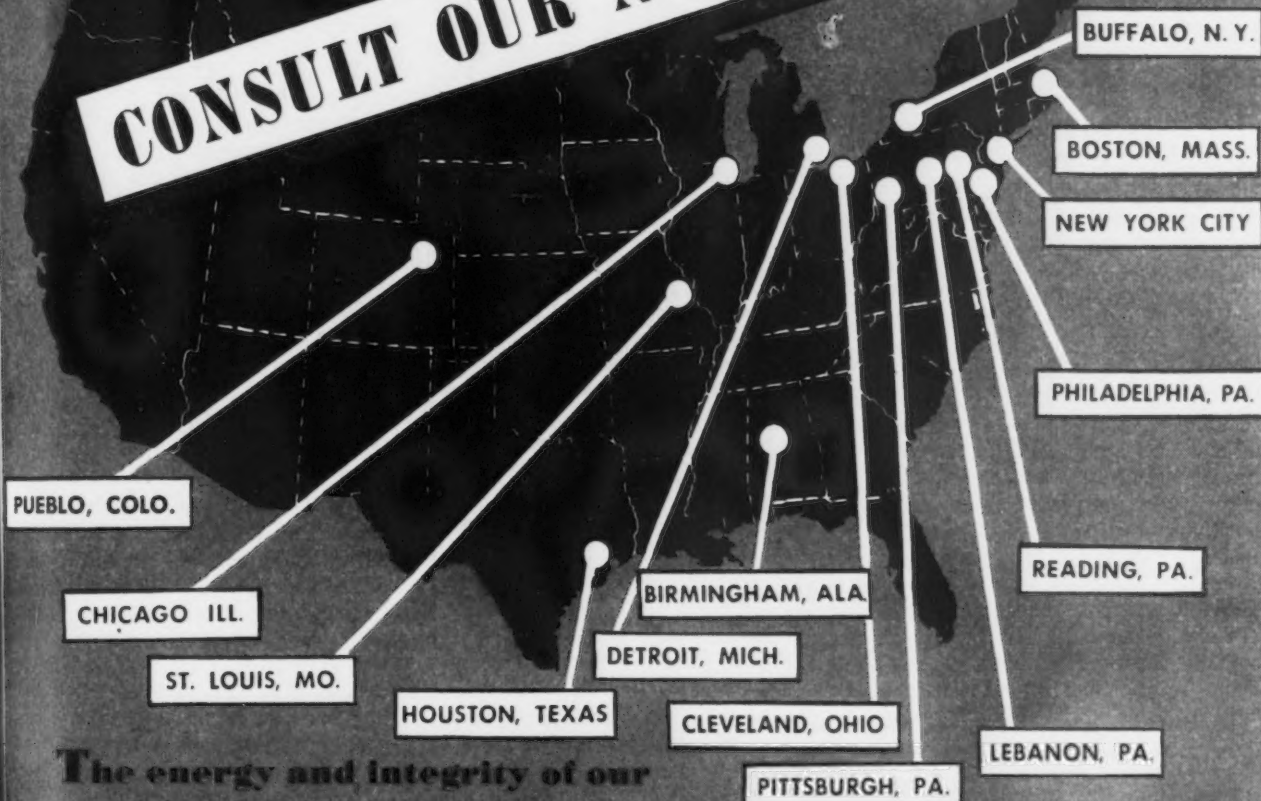 CONSULT OUR
BUFFALO, N. Y.
BOSTON, MASS.
NEW YORK CITY
PHILADELPHIA, PA.
PUEBLO, COLO.
READING, PA.
BIRMINGHAM, ALA.
CHICAGO ILL.
DETROIT, MICH.
ST. LOUIS, MO.
HOUSTON, TEXAS
CLEVELAND, OHIO
LEBANON, PA.
PITTSBURGH, PA.
The energy and integrity of our